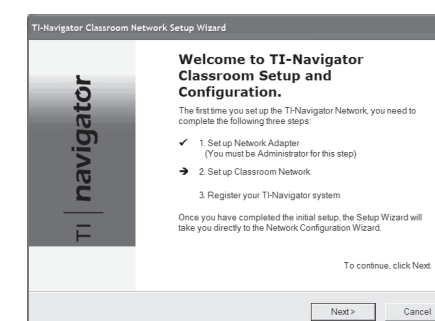 TI-Navigator Classroom Network Setup Wizard
TI | navigator
Welcome to TI-Navigator
Classroom Setup and
Configuration.
The first time you set up the TI-Navigator Network, you need to
complete the following three steps:
✓ 1. Set up Network Adapter
(You must be Administrator for this step)
➔ 2. Set up Classroom Network
3. Register your TI-Navigator system
Once you have completed the initial setup, the Setup Wizard will
take you directly to the Network Configuration Wizard.
To continue, click Next.
Next >
Cancel